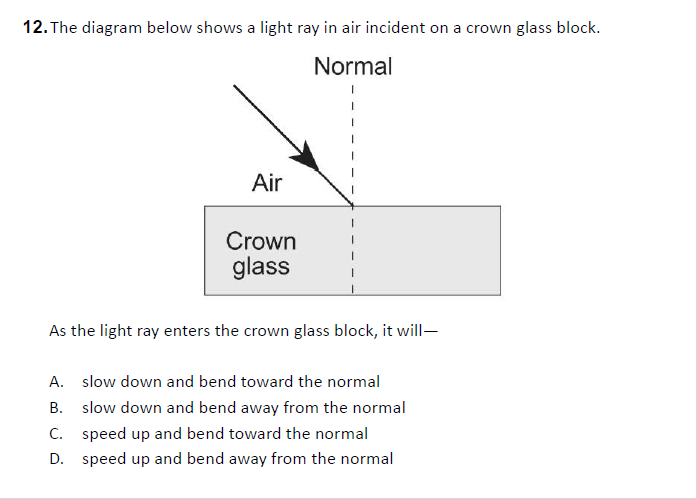 12. The diagram below shows a light ray in air incident on a crown glass block.
Normal
Air
Crown
glass
As the light ray enters the crown glass block, it will—
A. slow down and bend toward the normal
B. slow down and bend away from the normal
C. speed up and bend toward the normal
D. speed up and bend away from the normal